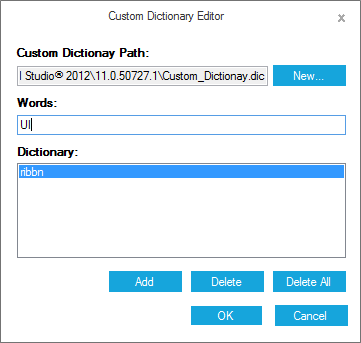 Custom Dictionary Editor
x
Custom Dictionay Path:
l Studio® 2012\11.0.50727.1\Custom_Dictionay.dic
New...
Words:
UI
Dictionary:
ribbn
Add
Delete
Delete All
OK
Cancel